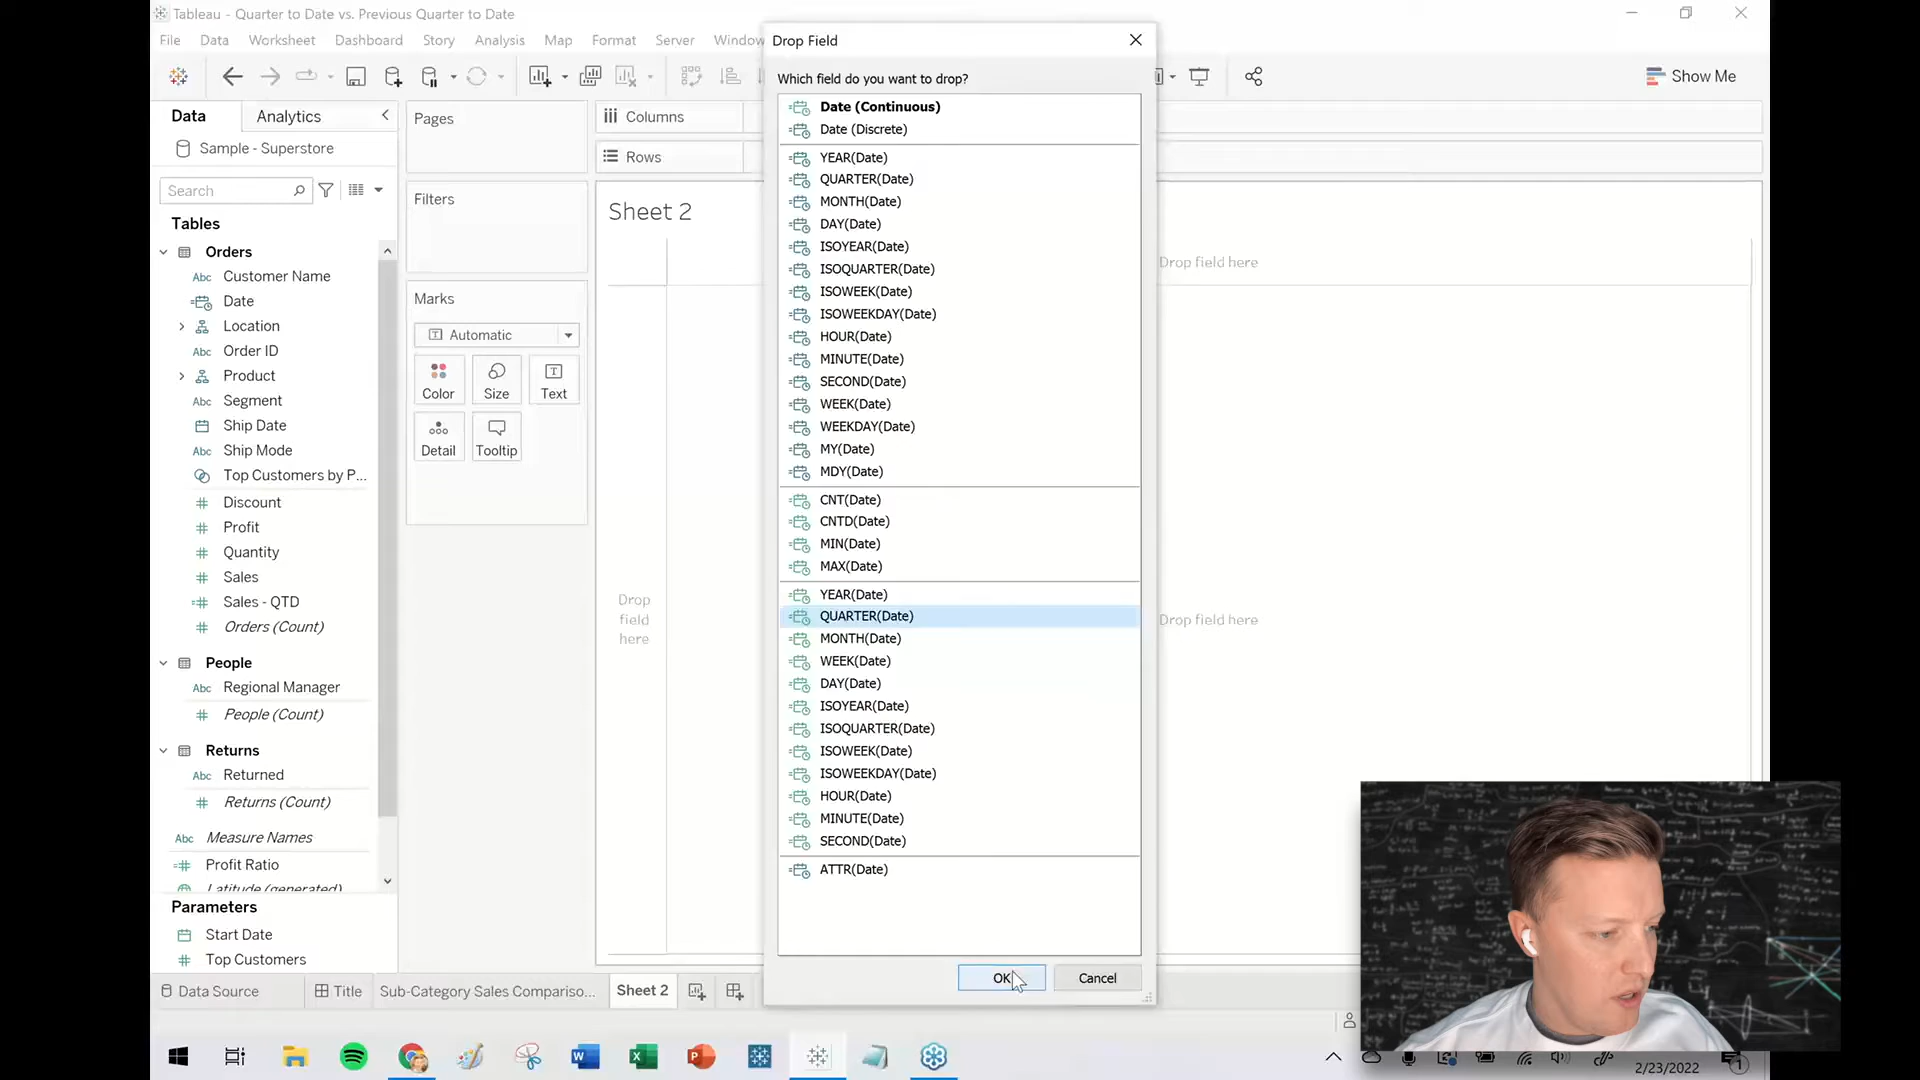 Tableau - Quarter to Date vs. Previous Quarter to Date
File Data Worksheet Dashboard Story Analysis Map Format Server Window
Show Me
Data
Analytics
Sample - Superstore
Search
Tables
Orders
Abc Customer Name
Date
Location
Abc Order ID
Product
Abc Segment
Ship Date
Abc Ship Mode
Top Customers by P...
Discount
Profit
Quantity
Sales
Sales - QTD
Orders (Count)
People
Abc Regional Manager
People (Count)
Returns
Abc Returned
Returns (Count)
Abc Measure Names
Profit Ratio
Latitude (generated)
Parameters
Start Date
Top Customers
Pages
Filters
Marks
Automatic
Color
Size
Text
Detail
Tooltip
Columns
Rows
Sheet 2
Drop
field
here
Drop field here
Drop field here
Drop Field
Which field do you want to drop?
Date (Continuous)
Date (Discrete)
YEAR(Date)
QUARTER(Date)
MONTH(Date)
DAY(Date)
ISOYEAR(Date)
ISOQUARTER(Date)
ISOWEEK(Date)
ISOWEEKDAY(Date)
HOUR(Date)
MINUTE(Date)
SECOND(Date)
WEEK(Date)
WEEKDAY(Date)
MY(Date)
MDY(Date)
CNT(Date)
CNTD(Date)
MIN(Date)
MAX(Date)
YEAR(Date)
QUARTER(Date)
MONTH(Date)
WEEK(Date)
DAY(Date)
ISOYEAR(Date)
ISOQUARTER(Date)
ISOWEEK(Date)
ISOWEEKDAY(Date)
HOUR(Date)
MINUTE(Date)
SECOND(Date)
ATTR(Date)
OK
Cancel
Data Source
Title
Sub-Category Sales Compariso...
Sheet 2
2/23/2022